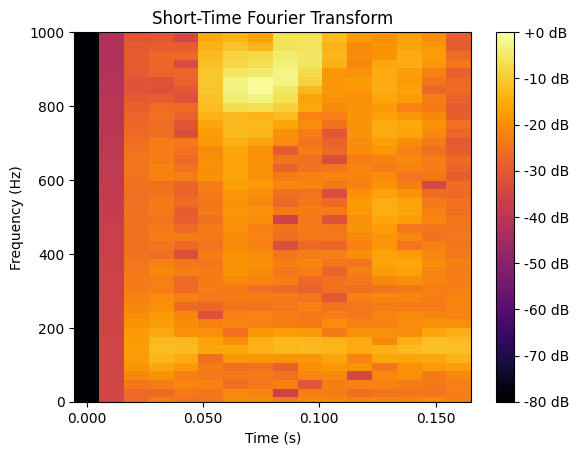 Short-Time Fourier Transform
Frequency (Hz)
1000
800
600
400
200
0
0.000
0.050
0.100
0.150
Time (s)
+0 dB
-10 dB
-20 dB
-30 dB
-40 dB
-50 dB
-60 dB
-70 dB
-80 dB